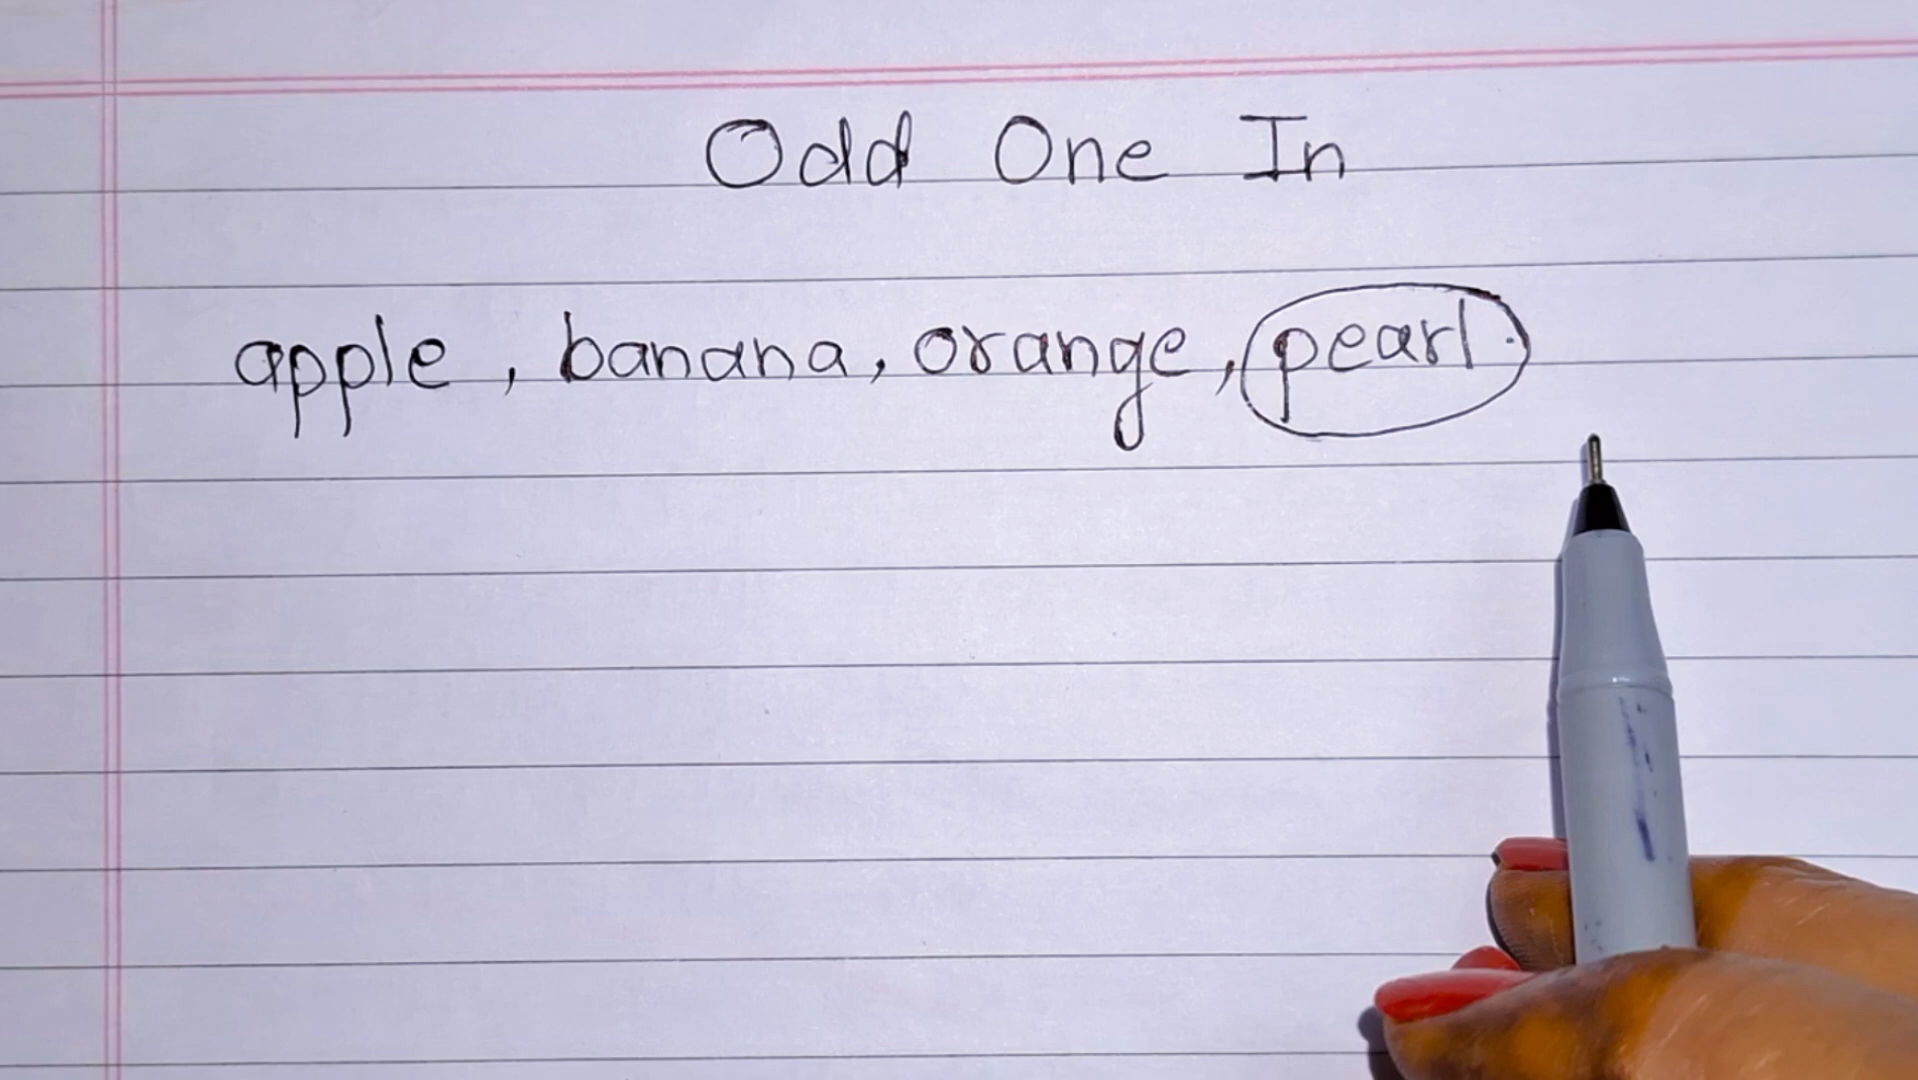 Odd One In
apple, banana, orange, pearl.